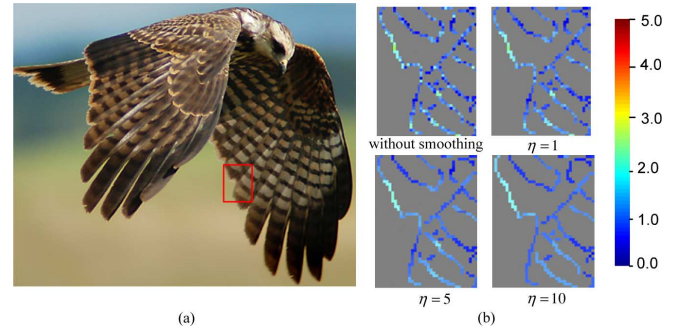 5.0
4.0
3.0
without smoothing
η = 1
2.0
1.0
0.0
η = 5
η = 10
(a)
(b)